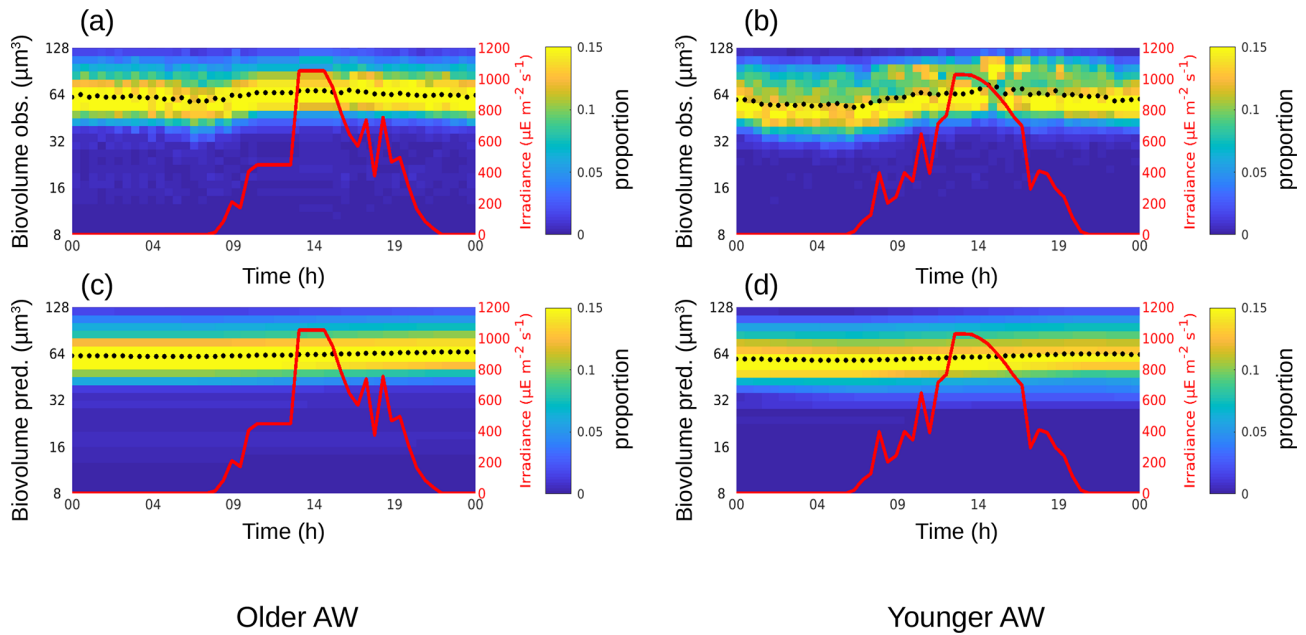 (a)
Biovolume obs. (µm³)
128
64
32
16
8
00 04 09 14 19 00
Time (h)
1200
1000
800
600
400
200
0
Irradiance (µE m⁻² s⁻¹)
0.15
0.1
0.05
0
proportion
(b)
Biovolume obs. (µm³)
128
64
32
16
8
00 04 09 14 19 00
Time (h)
1200
1000
800
600
400
200
0
Irradiance (µE m⁻² s⁻¹)
0.15
0.1
0.05
0
proportion
(c)
Biovolume pred. (µm³)
128
64
32
16
8
00 04 09 14 19 00
Time (h)
1200
1000
800
600
400
200
0
Irradiance (µE m⁻² s⁻¹)
0.15
0.1
0.05
0
proportion
(d)
Biovolume pred. (µm³)
128
64
32
16
8
00 04 09 14 19 00
Time (h)
1200
1000
800
600
400
200
0
Irradiance (µE m⁻² s⁻¹)
0.15
0.1
0.05
0
proportion
Older AW
Younger AW